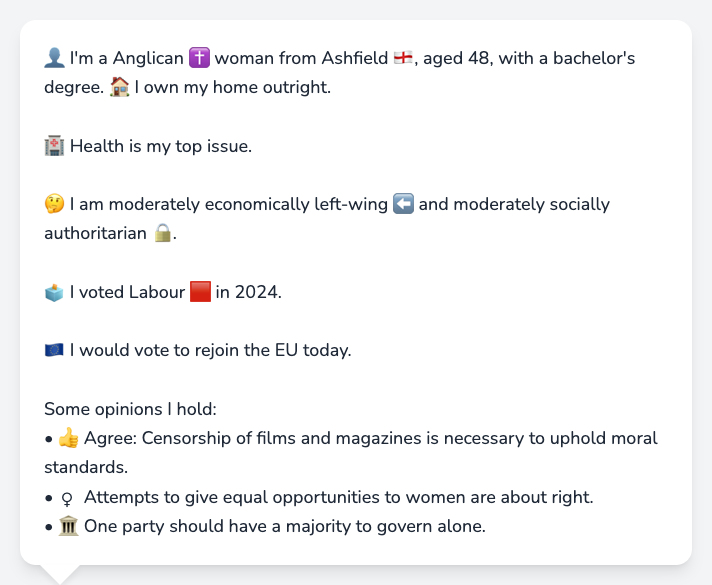 👤 I'm a Anglican ✝️ woman from Ashfield 🏴󠁧󠁢󠁥󠁮󠁧󠁿, aged 48, with a bachelor's
degree. 🏠 I own my home outright.
🏥 Health is my top issue.
🤔 I am moderately economically left-wing ⬅️ and moderately socially
authoritarian 🔒.
🗳️ I voted Labour 🟥 in 2024.
🇪🇺 I would vote to rejoin the EU today.
Some opinions I hold:
• 👍 Agree: Censorship of films and magazines is necessary to uphold moral
standards.
• ♀ Attempts to give equal opportunities to women are about right.
• 🏛️ One party should have a majority to govern alone.